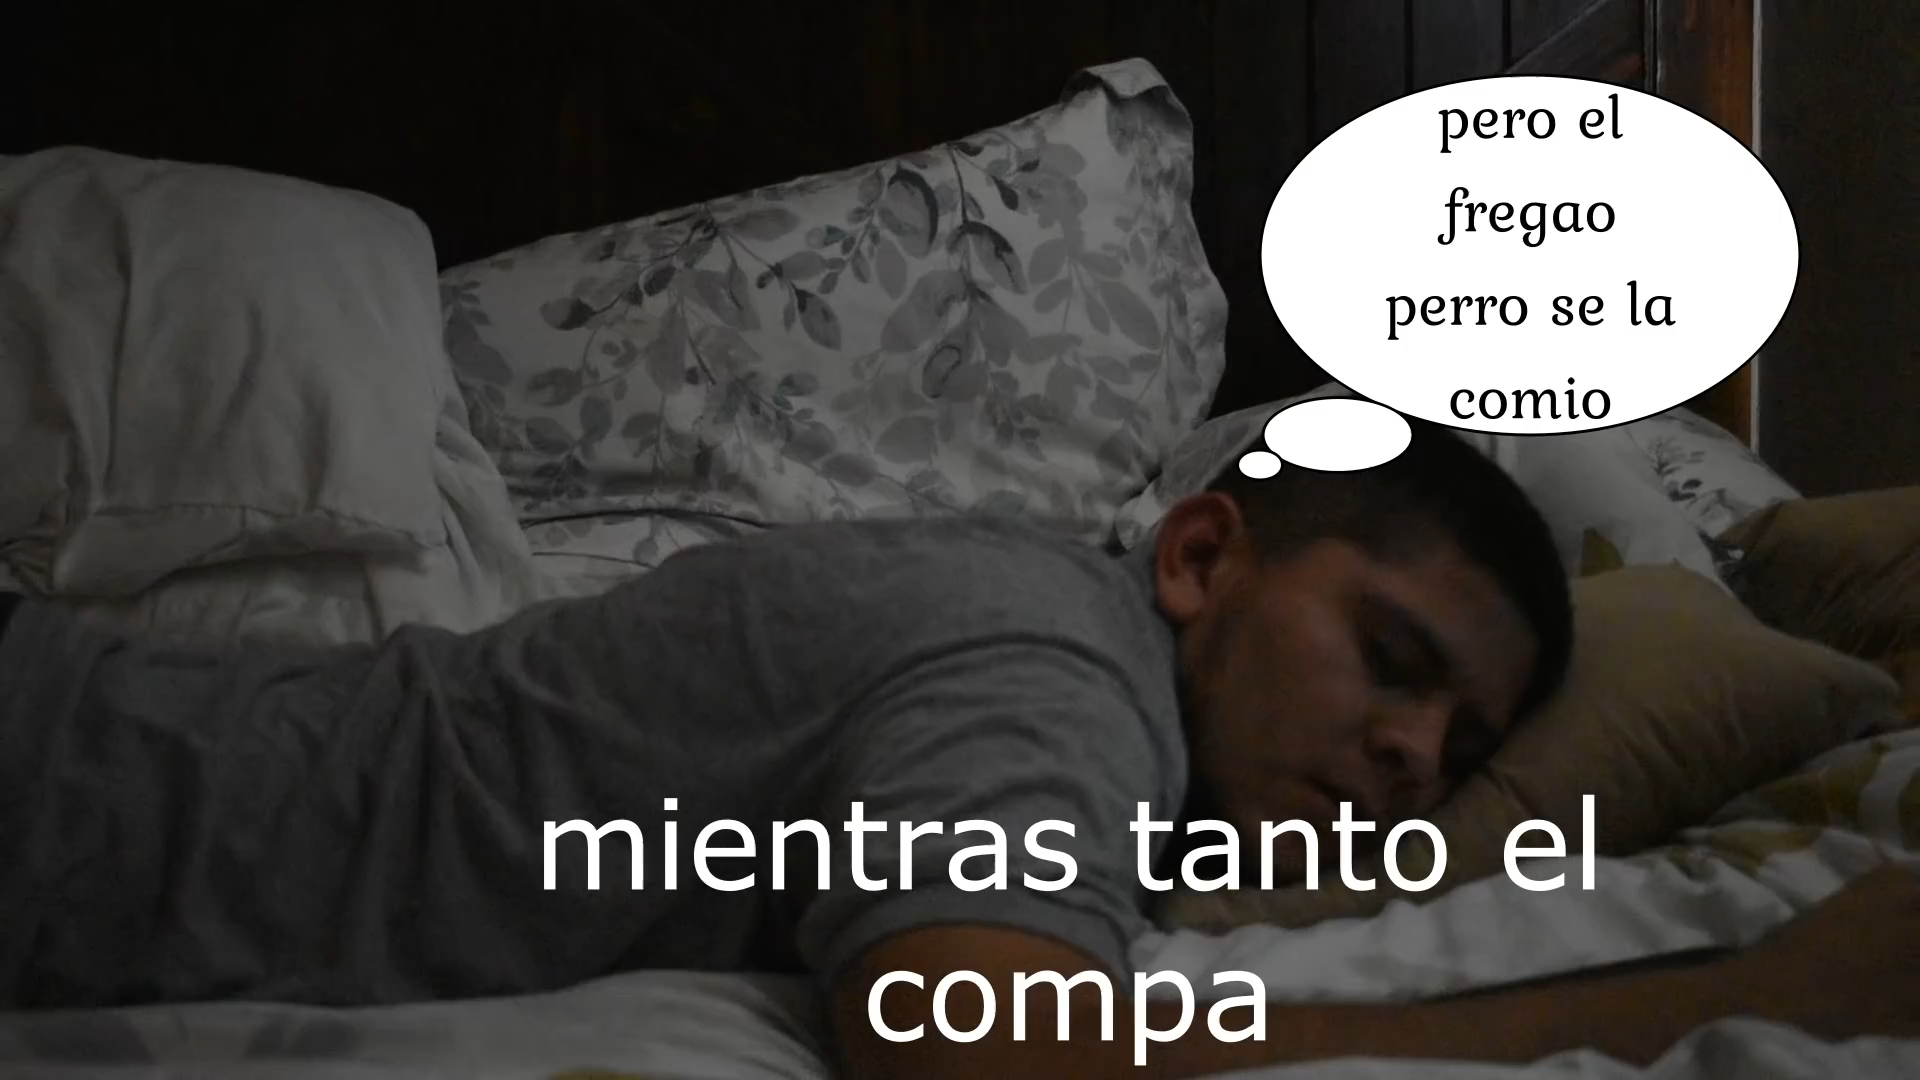 pero el
fregao
perro se la
comio
mientras tanto el
compa